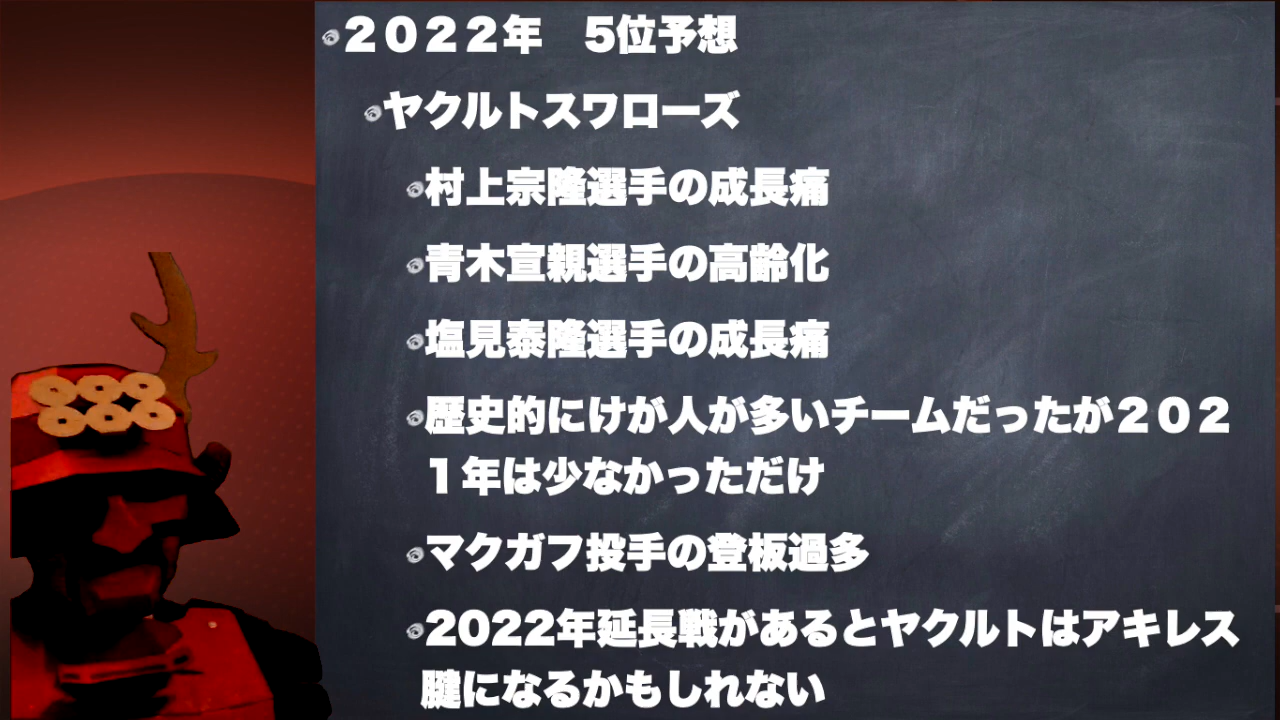 ２０２２年　5位予想
ヤクルトスワローズ
村上宗隆選手の成長痛
青木宣親選手の高齢化
塩見泰隆選手の成長痛
歴史的にけが人が多いチームだったが２０２
１年は少なかっただけ
マクガフ投手の登板過多
2022年延長戦があるとヤクルトはアキレス
腱になるかもしれない